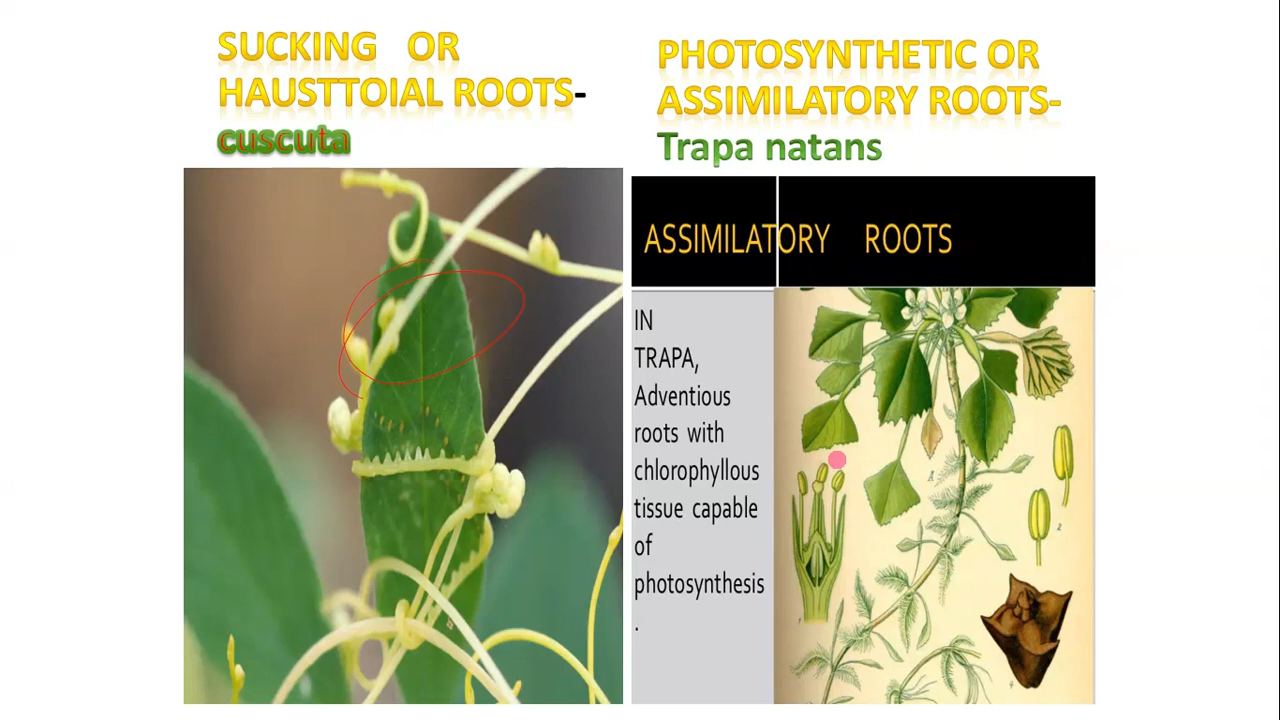 SUCKING OR
HAUSTTOIAL ROOTS-
cuscuta
PHOTOSYNTHETIC OR
ASSIMILATORY ROOTS-
Trapa natans
ASSIMILATORY ROOTS
IN
TRAPA,
Adventious
roots with
chlorophyllous
tissue capable
of
photosynthesis
.